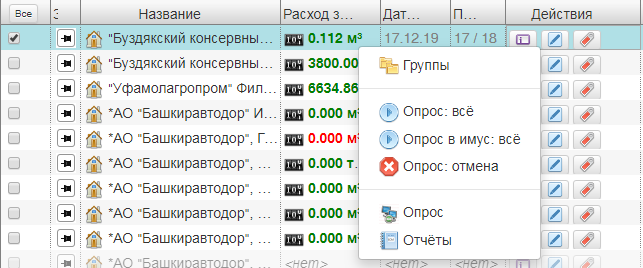 Все З... Название Расход з... Дат... П... Действия
"Буздякский консервны... 0.112 м³ 17.12.19 17 / 18
"Буздякский консервны... 3800.00
"Уфамолагропром" Фил... 6634.86
*АО "Башкиравтодор" И... 0.000 м³
*АО "Башкиравтодор", Г... 0.000 м³
*АО "Башкиравтодор", ... 0.000 т...
*АО "Башкиравтодор", ... 0.000 м³
*АО "Башкиравтодор", ... 0.000 м³
*АО "Башкиравтодор", ... 0.000 м³
*АО "Башкиравтодор", ... <нет> <нет>
Группы
Опрос: всё
Опрос в имус: всё
Опрос: отмена
Опрос
Отчёты